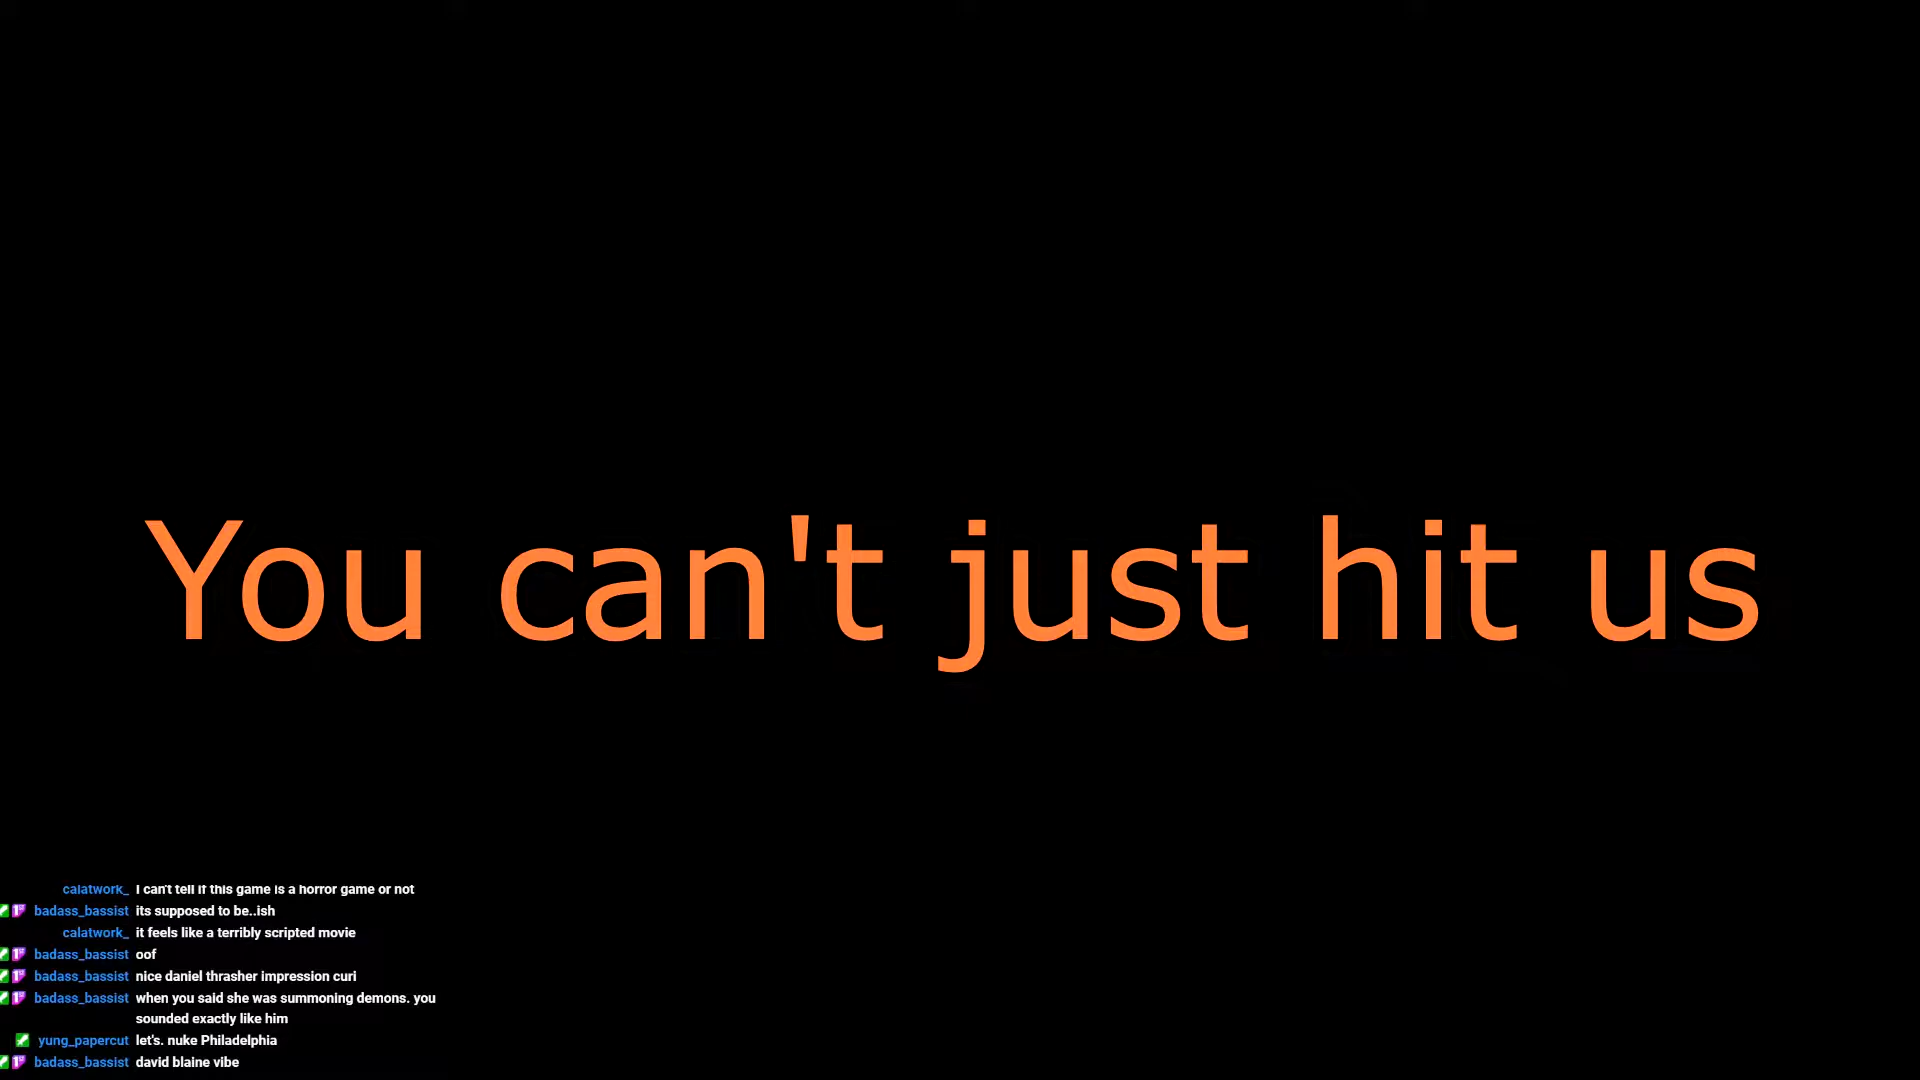 You can't just hit us
calatwork_ I can't tell if this game is a horror game or not
badass_bassist its supposed to be..ish
calatwork_ it feels like a terribly scripted movie
badass_bassist oof
badass_bassist nice daniel thrasher impression curi
badass_bassist when you said she was summoning demons. you
sounded exactly like him
yung_papercut let's. nuke Philadelphia
badass_bassist david blaine vibe